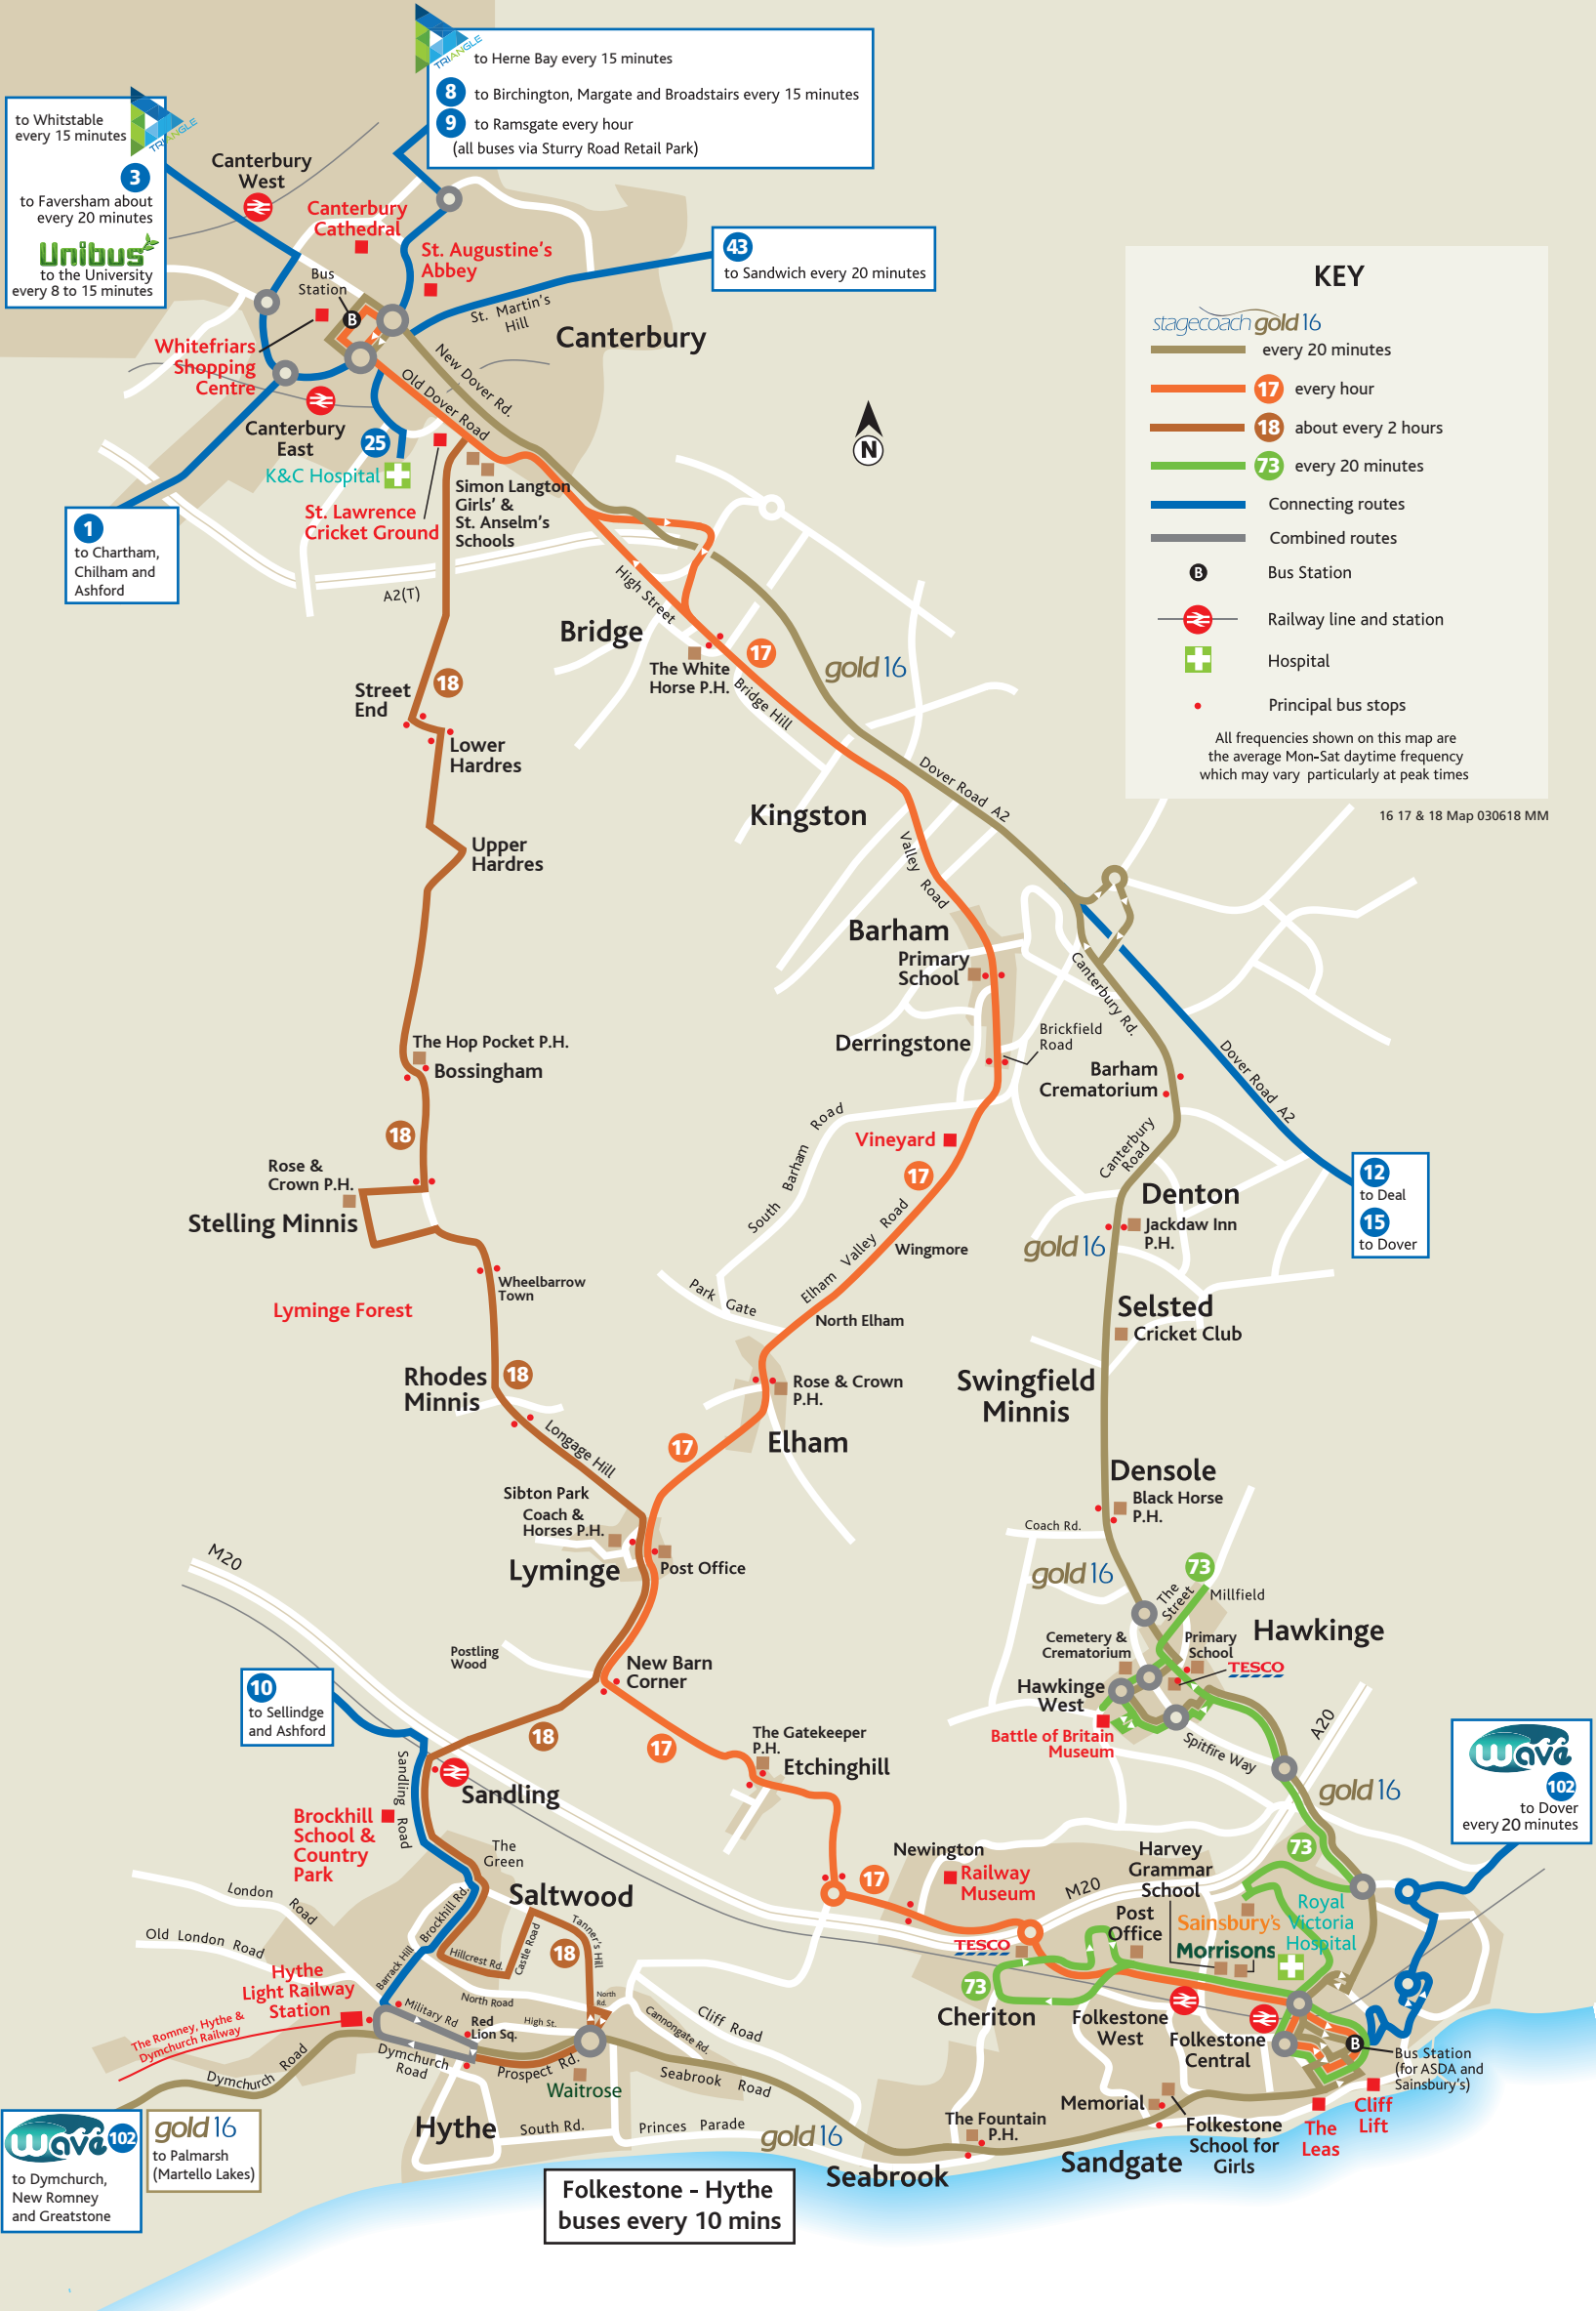 TRIANGLE
to Herne Bay every 15 minutes
8 to Birchington, Margate and Broadstairs every 15 minutes
9 to Ramsgate every hour
(all buses via Sturry Road Retail Park)
to Whitstable
every 15 minutes
TRIANGLE
3
to Faversham about
every 20 minutes
Unibus
to the University
every 8 to 15 minutes
Canterbury
West
Canterbury
Cathedral
St. Augustine's
Abbey
Bus
Station
B
43
to Sandwich every 20 minutes
St. Martin's
Hill
Canterbury
Whitefriars
Shopping
Centre
New Dover Rd.
Old Dover Road
Canterbury
East
25
K&C Hospital
St. Lawrence
Cricket Ground
Simon Langton
Girls' &
St. Anselm's
Schools
1
to Chartham,
Chilham and
Ashford
A2(T)
N
KEY
stagecoach gold 16
every 20 minutes
17 every hour
18 about every 2 hours
73 every 20 minutes
Connecting routes
Combined routes
B Bus Station
Railway line and station
Hospital
Principal bus stops
All frequencies shown on this map are
the average Mon-Sat daytime frequency
which may vary particularly at peak times
16 17 & 18 Map 030618 MM
High Street
Bridge
The White
Horse P.H.
17
Bridge Hill
gold 16
18
Street
End
Lower
Hardres
Upper
Hardres
Dover Road A2
Kingston
Valley Road
Barham
Primary
School
Canterbury Rd.
Derringstone
Brickfield
Road
Barham
Crematorium
Dover Road A2
The Hop Pocket P.H.
Bossingham
18
Rose &
Crown P.H.
Stelling Minnis
South Barham Road
Vineyard
17
Canterbury
Road
Denton
Jackdaw Inn
P.H.
gold 16
12
to Deal
15
to Dover
Elham Valley Road
Wingmore
Wheelbarrow
Town
Lyminge Forest
Park Gate
North Elham
Selsted
Cricket Club
Rhodes
Minnis
18
Rose & Crown
P.H.
Swingfield
Minnis
Longage Hill
17
Elham
Densole
Black Horse
P.H.
Coach Rd.
Sibton Park
Coach &
Horses P.H.
Lyminge
Post Office
M20
gold 16
73
The
Street
Millfield
Hawkinge
Cemetery &
Crematorium
Primary
School
TESCO
Hawkinge
West
Battle of Britain
Museum
Spitfire Way
A20
gold 16
Postling
Wood
New Barn
Corner
10
to Sellindge
and Ashford
18
17
The Gatekeeper
P.H.
Etchinghill
Sandling
Sandling Road
Brockhill
School &
Country
Park
The
Green
wave
102
to Dover
every 20 minutes
73
Newington
Railway
Museum
17
M20
Harvey
Grammar
School
Post
Office
Sainsbury's
Morrisons
Royal
Victoria
Hospital
TESCO
73
Cheriton
Folkestone
West
Folkestone
Central
B
Bus Station
(for ASDA and
Sainsbury's)
London Road
Old London Road
Saltwood
Brockhill Rd.
Hillcrest Rd.
Castle Road
Tanner's Hill
18
Barrack Hill
Hythe
Light Railway
Station
The Romney, Hythe &
Dymchurch Railway
Military Rd
North Road
North
Rd.
Red
Lion Sq.
High St.
Cannongate Rd.
Cliff Road
Dymchurch
Road
Prospect Rd.
Waitrose
Dymchurch Road
Seabrook Road
Hythe
South Rd.
Princes Parade
gold 16
Seabrook
The Fountain
P.H.
Memorial
Sandgate
Folkestone
School for
Girls
The
Leas
Cliff
Lift
wave 102
to Dymchurch,
New Romney
and Greatstone
gold 16
to Palmarsh
(Martello Lakes)
Folkestone - Hythe
buses every 10 mins